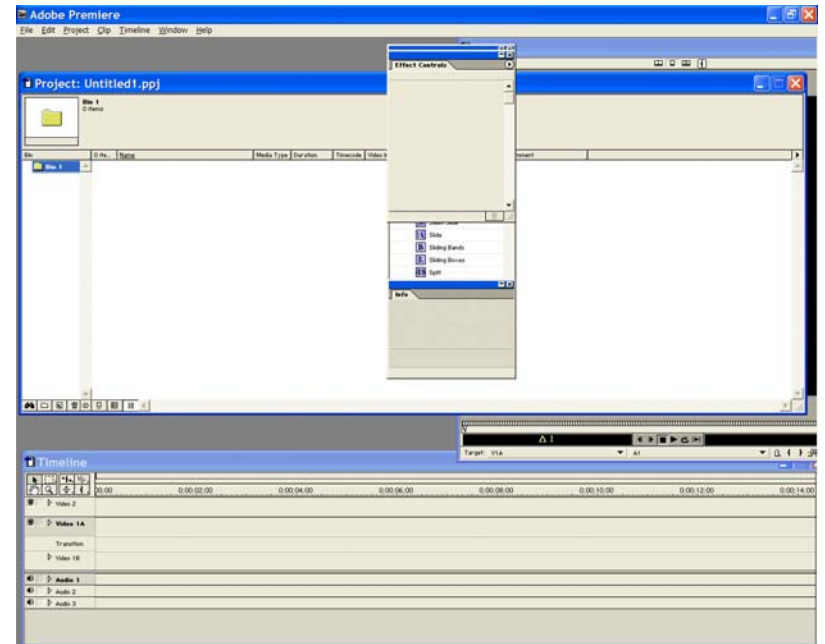 Adobe Premiere
File Edit Project Clip Timeline Window Help
Effect Controls
Project: Untitled1.ppj
Bin 1
0 items
Bin
Name
Media Type
Duration
Timecode
Bin 1
Slide
Sliding Bands
Sliding Boxes
Split
Info
Δ 1
Target: V1A
A1
Timeline
0;00;02;00
0;00;04;00
0;00;06;00
0;00;08;00
0;00;10;00
0;00;12;00
0;00;14;00
Video 2
Video 1A
Transition
Video 1B
Audio 1
Audio 2
Audio 3